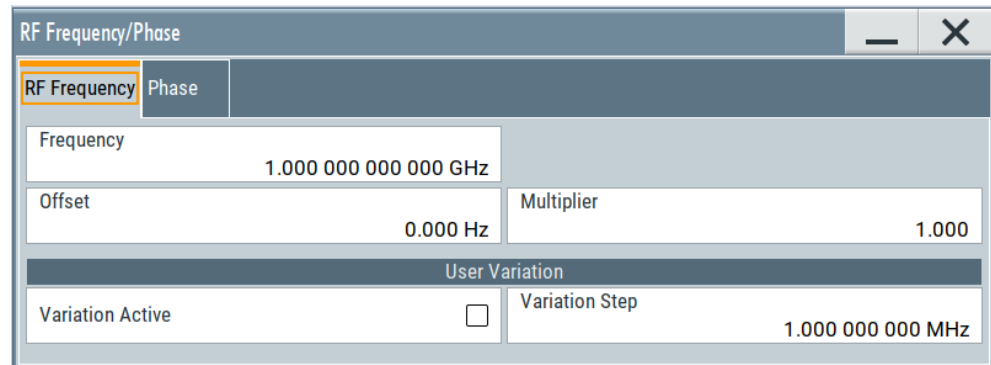 RF Frequency/Phase
RF Frequency Phase
Frequency
1.000 000 000 000 GHz
Offset
0.000 Hz
Multiplier
1.000
User Variation
Variation Active
Variation Step
1.000 000 000 MHz